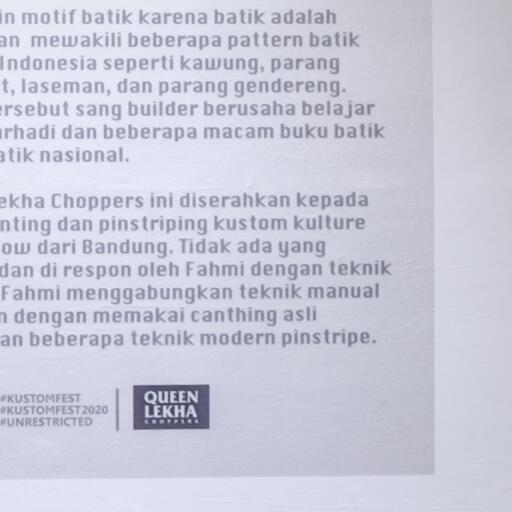 in motif batik karena batik adalah
an mewakili beberapa pattern batik
Indonesia seperti kawung, parang
t, laseman, dan parang gendereng.
ersebut sang builder berusaha belajar
arhadi dan beberapa macam buku batik
atik nasional.
ekha Choppers ini diserahkan kepada
nting dan pinstriping kustom kulture
ow dari Bandung. Tidak ada yang
dan di respon oleh Fahmi dengan teknik
Fahmi menggabungkan teknik manual
n dengan memakai canthing asli
an beberapa teknik modern pinstripe.
#KUSTOMFEST
#KUSTOMFEST2020
#UNRESTRICTED
QUEEN
LEKHA
CHOPPERS